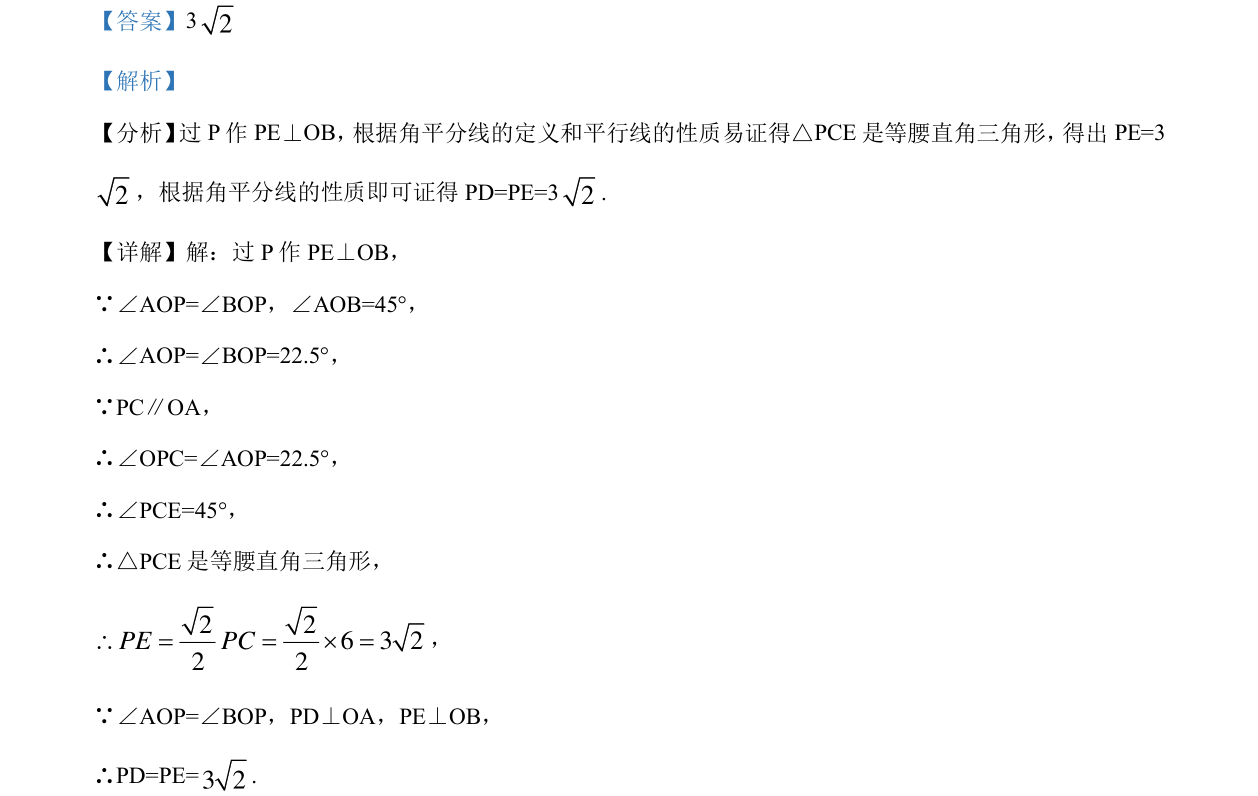 【答案】3√2
【解析】
【分析】过 P 作 PE⊥OB，根据角平分线的定义和平行线的性质易证得△PCE 是等腰直角三角形，得出 PE=3
√2，根据角平分线的性质即可证得 PD=PE=3√2.
【详解】解：过 P 作 PE⊥OB，
∵∠AOP=∠BOP，∠AOB=45°，
∴∠AOP=∠BOP=22.5°，
∵PC∥OA，
∴∠OPC=∠AOP=22.5°，
∴∠PCE=45°，
∴△PCE 是等腰直角三角形，
∴PE=√2/2 PC=√2/2×6=3√2，
∵∠AOP=∠BOP，PD⊥OA，PE⊥OB，
∴PD=PE=3√2.